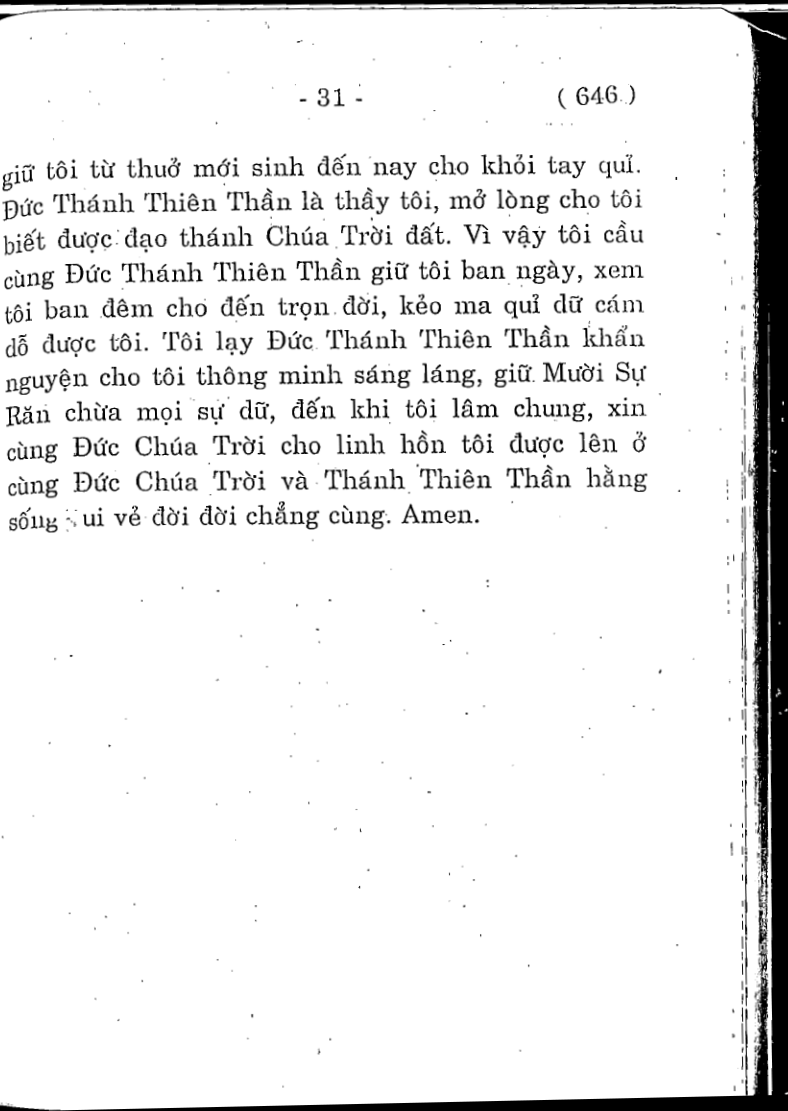 - 31 - ( 646 )
giữ tôi từ thuở mới sinh đến nay cho khỏi tay quỉ.
Đức Thánh Thiên Thần là thầy tôi, mở lòng cho tôi
biết được đạo thánh Chúa Trời đất. Vì vậy tôi cầu
cùng Đức Thánh Thiên Thần giữ tôi ban ngày, xem
tôi ban đêm cho đến trọn đời, kẻo ma quỉ dữ cám
dỗ được tôi. Tôi lạy Đức Thánh Thiên Thần khẩn
nguyện cho tôi thông minh sáng láng, giữ Mười Sự
Răn chừa mọi sự dữ, đến khi tôi lâm chung, xin
cùng Đức Chúa Trời cho linh hồn tôi được lên ở
cùng Đức Chúa Trời và Thánh Thiên Thần hằng
sống ui vẻ đời đời chẳng cùng. Amen.